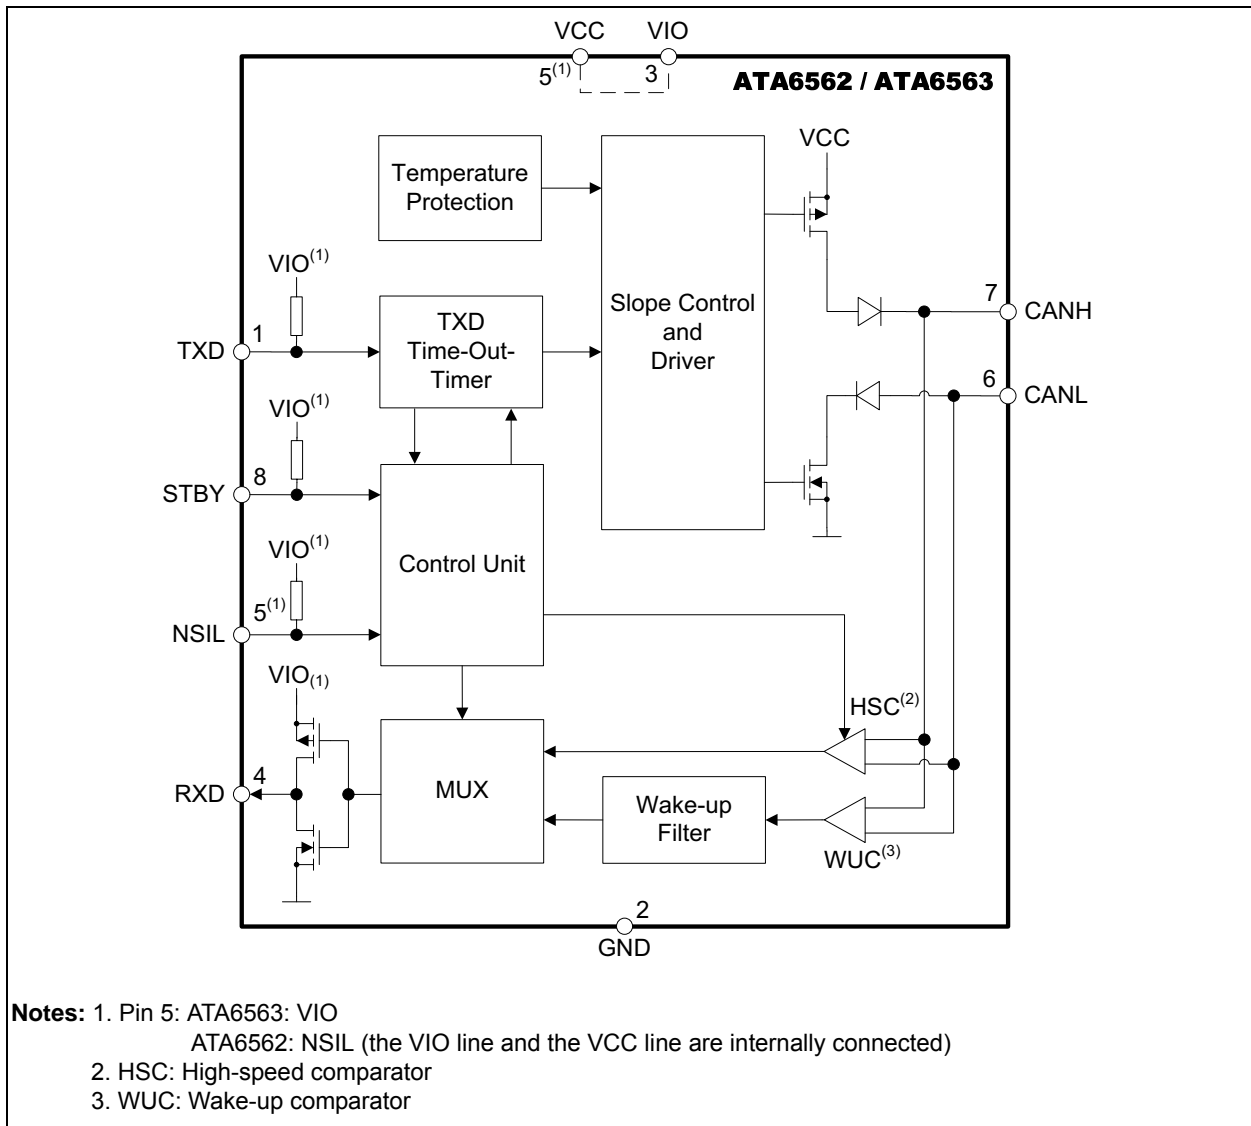 VCC VIO
5(1) 3
ATA6562 / ATA6563
VCC
Temperature
Protection
VIO(1)
TXD 1
TXD
Time-Out-
Timer
Slope Control
and
Driver
7 CANH
6 CANL
VIO(1)
STBY 8
VIO(1)
Control Unit
NSIL 5(1)
VIO(1)
HSC(2)
RXD 4
MUX
Wake-up
Filter
WUC(3)
2
GND
Notes: 1. Pin 5: ATA6563: VIO
ATA6562: NSIL (the VIO line and the VCC line are internally connected)
2. HSC: High-speed comparator
3. WUC: Wake-up comparator